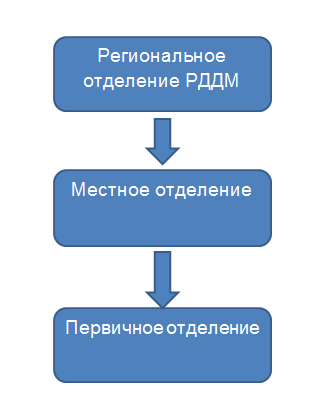 Региональное
отделение РДДМ
Местное отделение
Первичное отделение